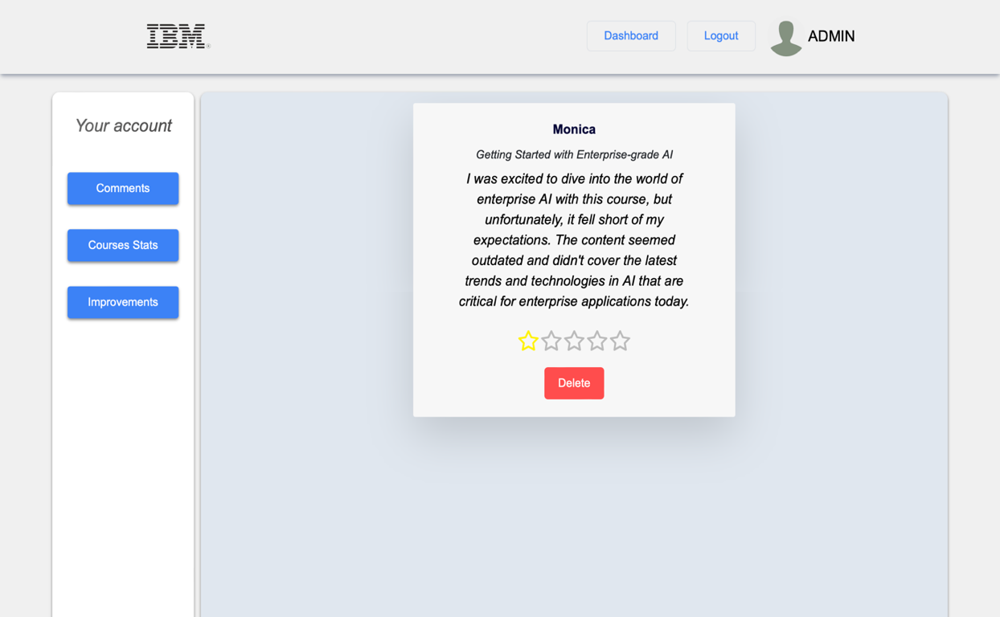 IBM
Dashboard
Logout
ADMIN
Your account
Comments
Courses Stats
Improvements
Monica
Getting Started with Enterprise-grade AI
I was excited to dive into the world of
enterprise AI with this course, but
unfortunately, it fell short of my
expectations. The content seemed
outdated and didn't cover the latest
trends and technologies in AI that are
critical for enterprise applications today.
Delete